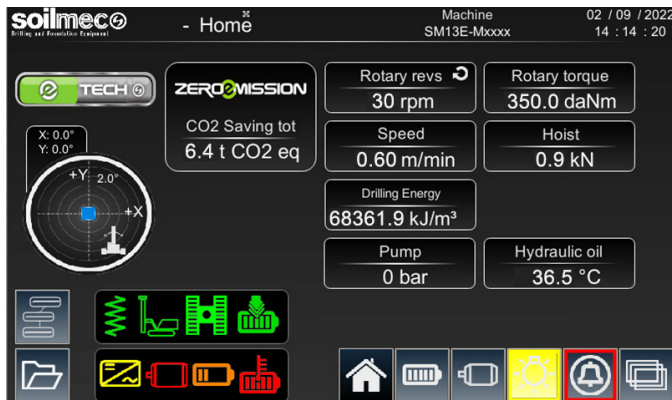 soilmec
Drilling and Foundation Equipment
- Home
Machine
SM13E-Mxxxx
02 / 09 / 2022
14 : 14 : 20
e TECH
ZEROEMISSION
CO2 Saving tot
6.4 t CO2 eq
Rotary revs
30 rpm
Rotary torque
350.0 daNm
X: 0.0°
Y: 0.0°
Speed
0.60 m/min
Hoist
0.9 kN
+Y
2.0°
+X
Drilling Energy
68361.9 kJ/m³
Pump
0 bar
Hydraulic oil
36.5 °C